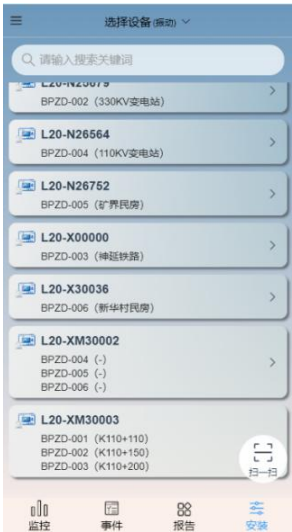 选择设备(振动)
请输入搜索关键词
L20-N25079
BPZD-002（330KV变电站）
L20-N26564
BPZD-004（110KV变电站）
L20-N26752
BPZD-005（矿界民房）
L20-X00000
BPZD-003（神延铁路）
L20-X30036
BPZD-006（新华村民房）
L20-XM30002
BPZD-004（-）
BPZD-005（-）
BPZD-006（-）
L20-XM30003
BPZD-001（K110+110）
BPZD-002（K110+150）
BPZD-003（K110+200）
扫一扫
监控 事件 报告 安装